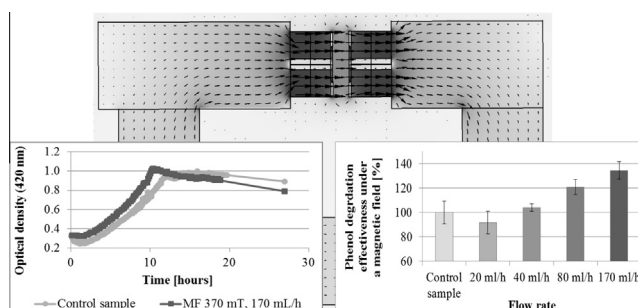 Optical density (420 nm)
1.2
1.0
0.8
0.6
0.4
0.2
0
10
20
30
Time [hours]
Control sample
MF 370 mT, 170 mL/h
Phenol degrdation
effectiveness under
a magnetic field [%]
140
120
100
80
60
Control
sample
20 ml/h
40 ml/h
80 ml/h
170 ml/h
Flow rate